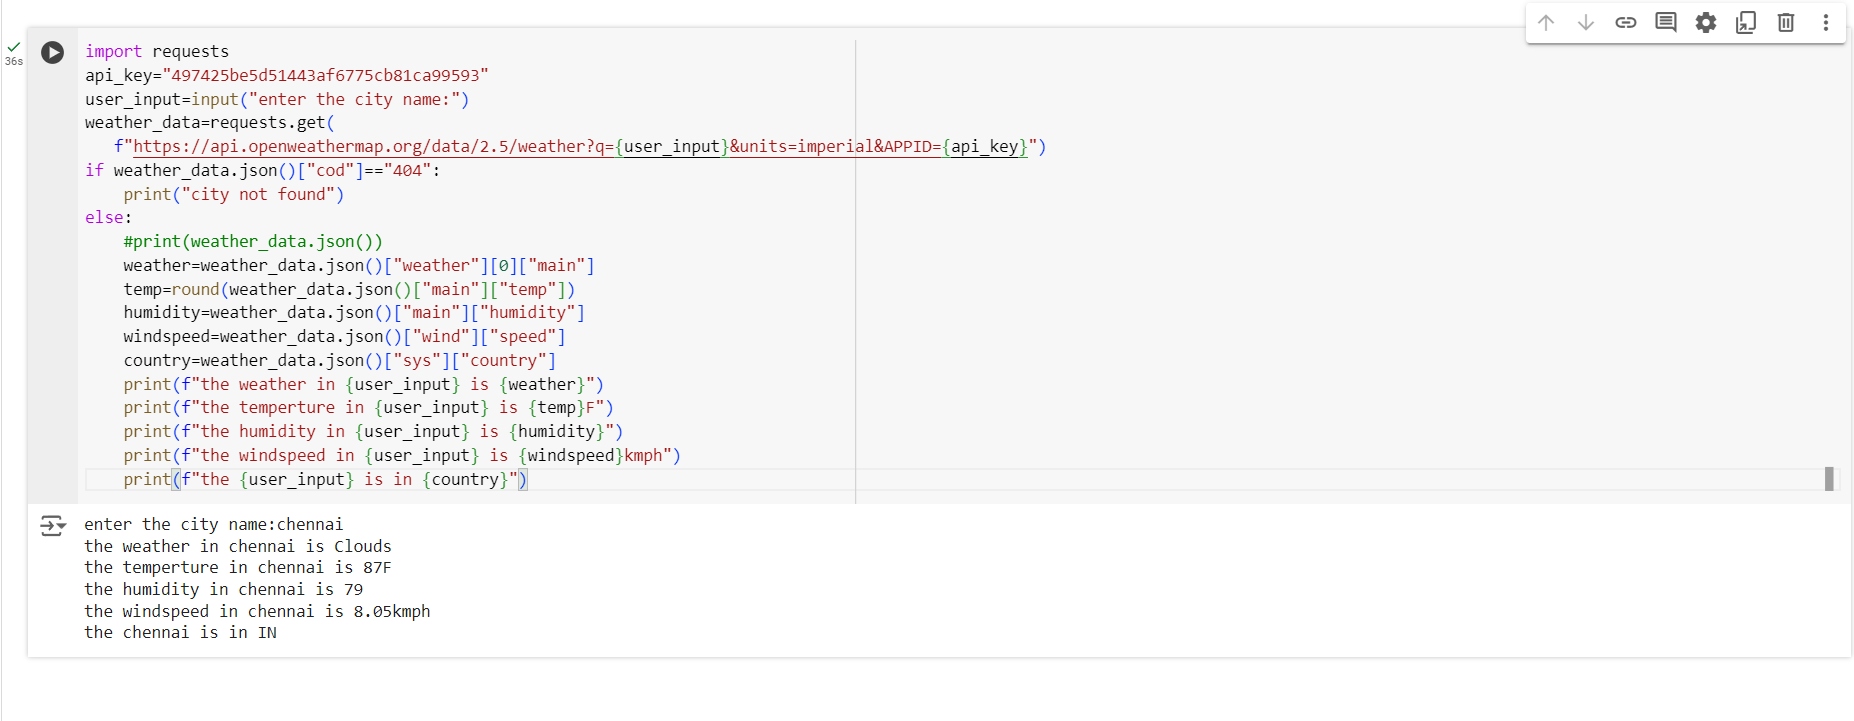 36s
import requests
api_key="497425be5d51443af6775cb81ca99593"
user_input=input("enter the city name:")
weather_data=requests.get(
   f"https://api.openweathermap.org/data/2.5/weather?q={user_input}&units=imperial&APPID={api_key}")
if weather_data.json()["cod"]=="404":
    print("city not found")
else:
    #print(weather_data.json())
    weather=weather_data.json()["weather"][0]["main"]
    temp=round(weather_data.json()["main"]["temp"])
    humidity=weather_data.json()["main"]["humidity"]
    windspeed=weather_data.json()["wind"]["speed"]
    country=weather_data.json()["sys"]["country"]
    print(f"the weather in {user_input} is {weather}")
    print(f"the temperture in {user_input} is {temp}F")
    print(f"the humidity in {user_input} is {humidity}")
    print(f"the windspeed in {user_input} is {windspeed}kmph")
    print(f"the {user_input} is in {country}")
enter the city name:chennai
the weather in chennai is Clouds
the temperture in chennai is 87F
the humidity in chennai is 79
the windspeed in chennai is 8.05kmph
the chennai is in IN